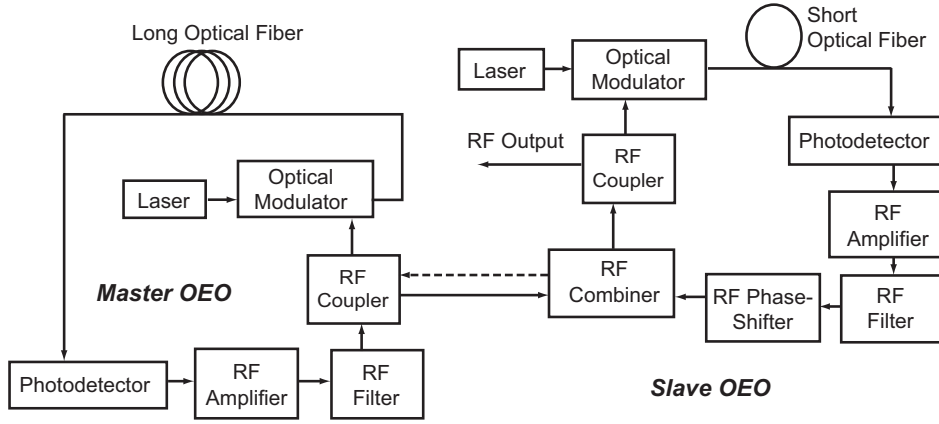 Long Optical Fiber
Laser
Optical
Modulator
RF
Coupler
Master OEO
Photodetector
RF
Amplifier
RF
Filter
Short
Optical Fiber
Laser
Optical
Modulator
RF Output
RF
Coupler
Photodetector
RF
Amplifier
RF
Combiner
RF Phase-
Shifter
RF
Filter
Slave OEO